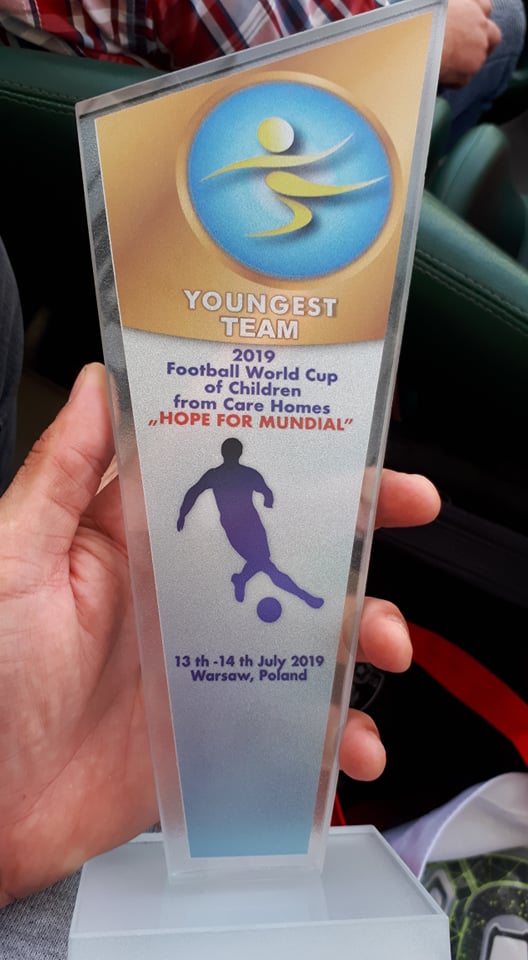 YOUNGEST
TEAM
2019
Football World Cup
of Children
from Care Homes
„HOPE FOR MUNDIAL”
13 th -14 th July 2019
Warsaw, Poland